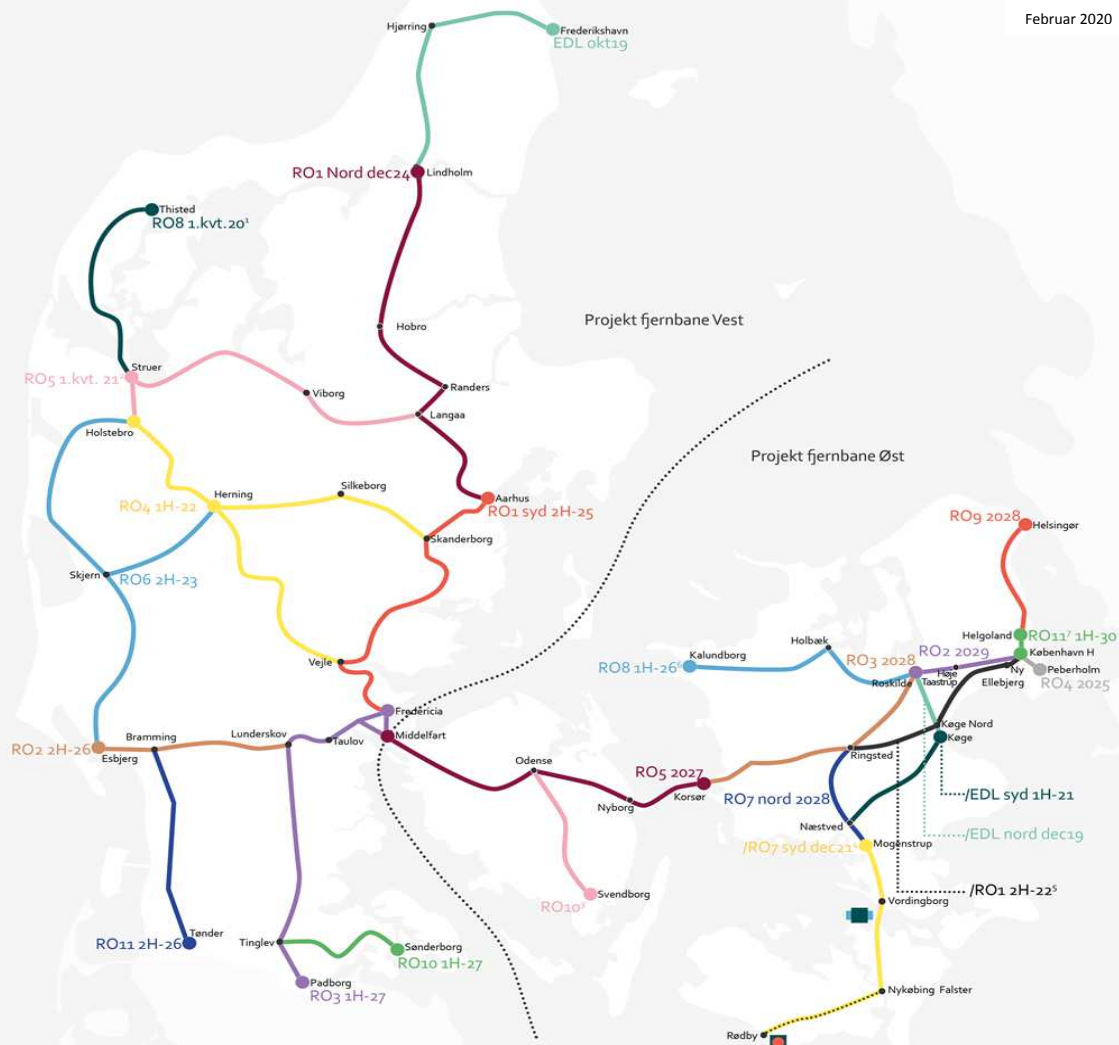 Februar 2020
Hjørring
Frederikshavn
EDL okt19
RO1 Nord dec24
Lindholm
Thisted
RO8 1.kvt.20¹
Hobro
Projekt fjernbane Vest
Struer
RO5 1.kvt. 21²
Viborg
Randers
Langaa
Holstebro
Projekt fjernbane Øst
Silkeborg
Herning
RO4 1H-22
Aarhus
RO1 syd 2H-25
RO9 2028
Helsingør
Skanderborg
Skjern
RO6 2H-23
Helgoland
RO11⁷ 1H-30
Holbæk
København H
RO2 2029
Kalundborg
RO3 2028
RO8 1H-26⁶
Vejle
Ny
Ellebjerg
Høje
Taastrup
Peberholm
RO4 2025
Roskilde
Fredericia
Køge Nord
Køge
Middelfart
Bramming
Lunderskov
Taulov
RO2 2H-26
Esbjerg
Ringsted
Odense
RO5 2027
Nyborg
Korsør
RO7 nord 2028
/EDL syd 1H-21
Næstved
/EDL nord dec19
/RO7 syd dec21
Mogenstrup
Svendborg
RO10³
/RO1 2H-22⁵
Vordingborg
Tønder
RO11 2H-26
Tinglev
Sønderborg
RO10 1H-27
Padborg
RO3 1H-27
Nykøbing Falster
Rødby